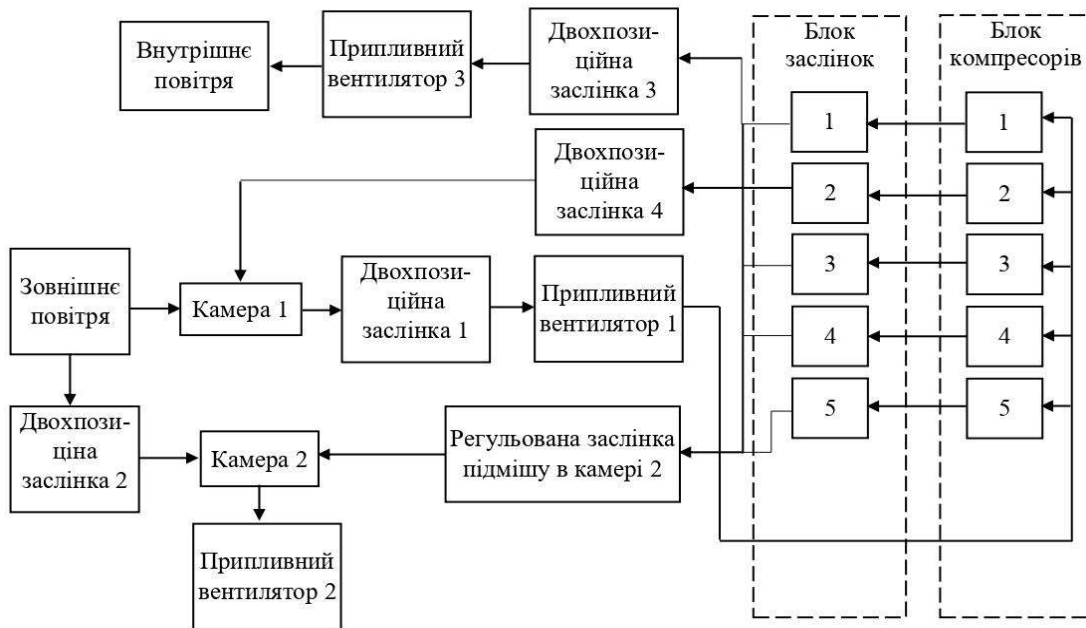 Внутрішнє
повітря
Припливний
вентилятор 3
Двохпози-
ційна
заслінка 3
Блок
заслінок
Блок
компресорів
1
1
2
2
3
3
4
4
5
5
Двохпози-
ційна
заслінка 4
Зовнішнє
повітря
Камера 1
Двохпози-
ційна
заслінка 1
Припливний
вентилятор 1
Двохпози-
ціна
заслінка 2
Камера 2
Регульована заслінка
підмішу в камері 2
Припливний
вентилятор 2